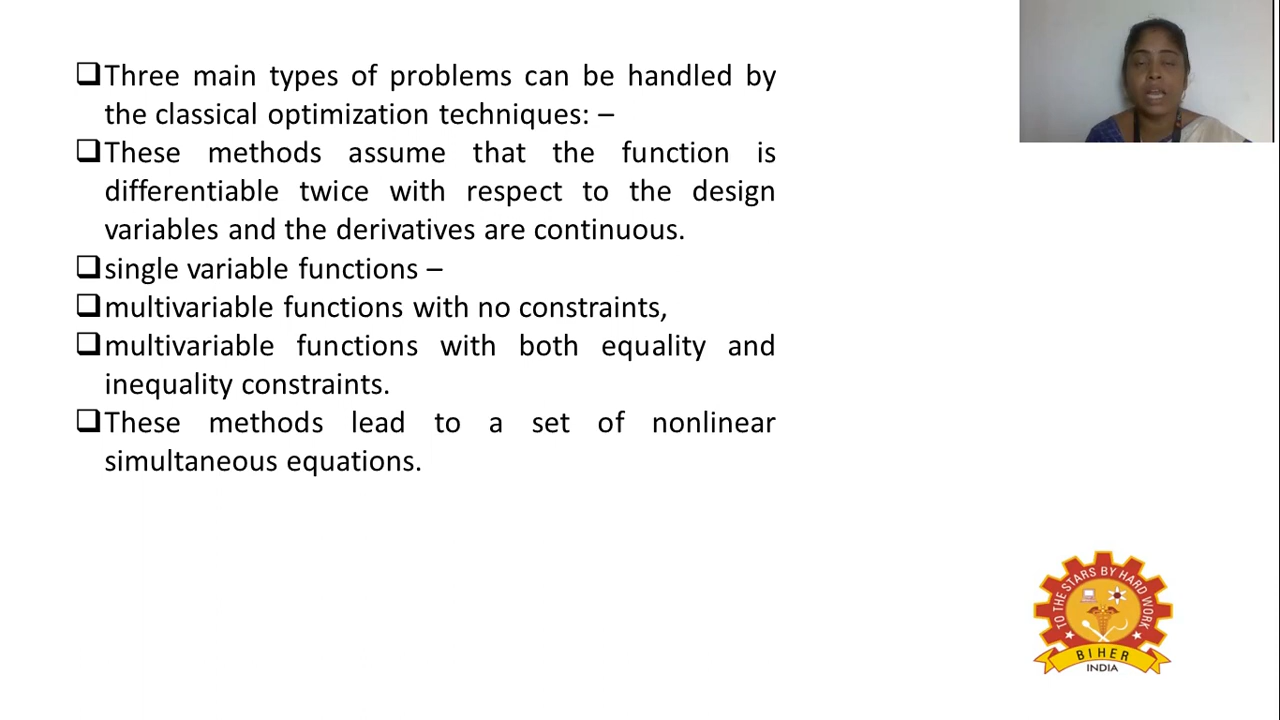 ❑Three main types of problems can be handled by
the classical optimization techniques: –
❑These methods assume that the function is
differentiable twice with respect to the design
variables and the derivatives are continuous.
❑single variable functions –
❑multivariable functions with no constraints,
❑multivariable functions with both equality and
inequality constraints.
❑These methods lead to a set of nonlinear
simultaneous equations.
TO THE STARS BY HARD WORK
BIHER
INDIA